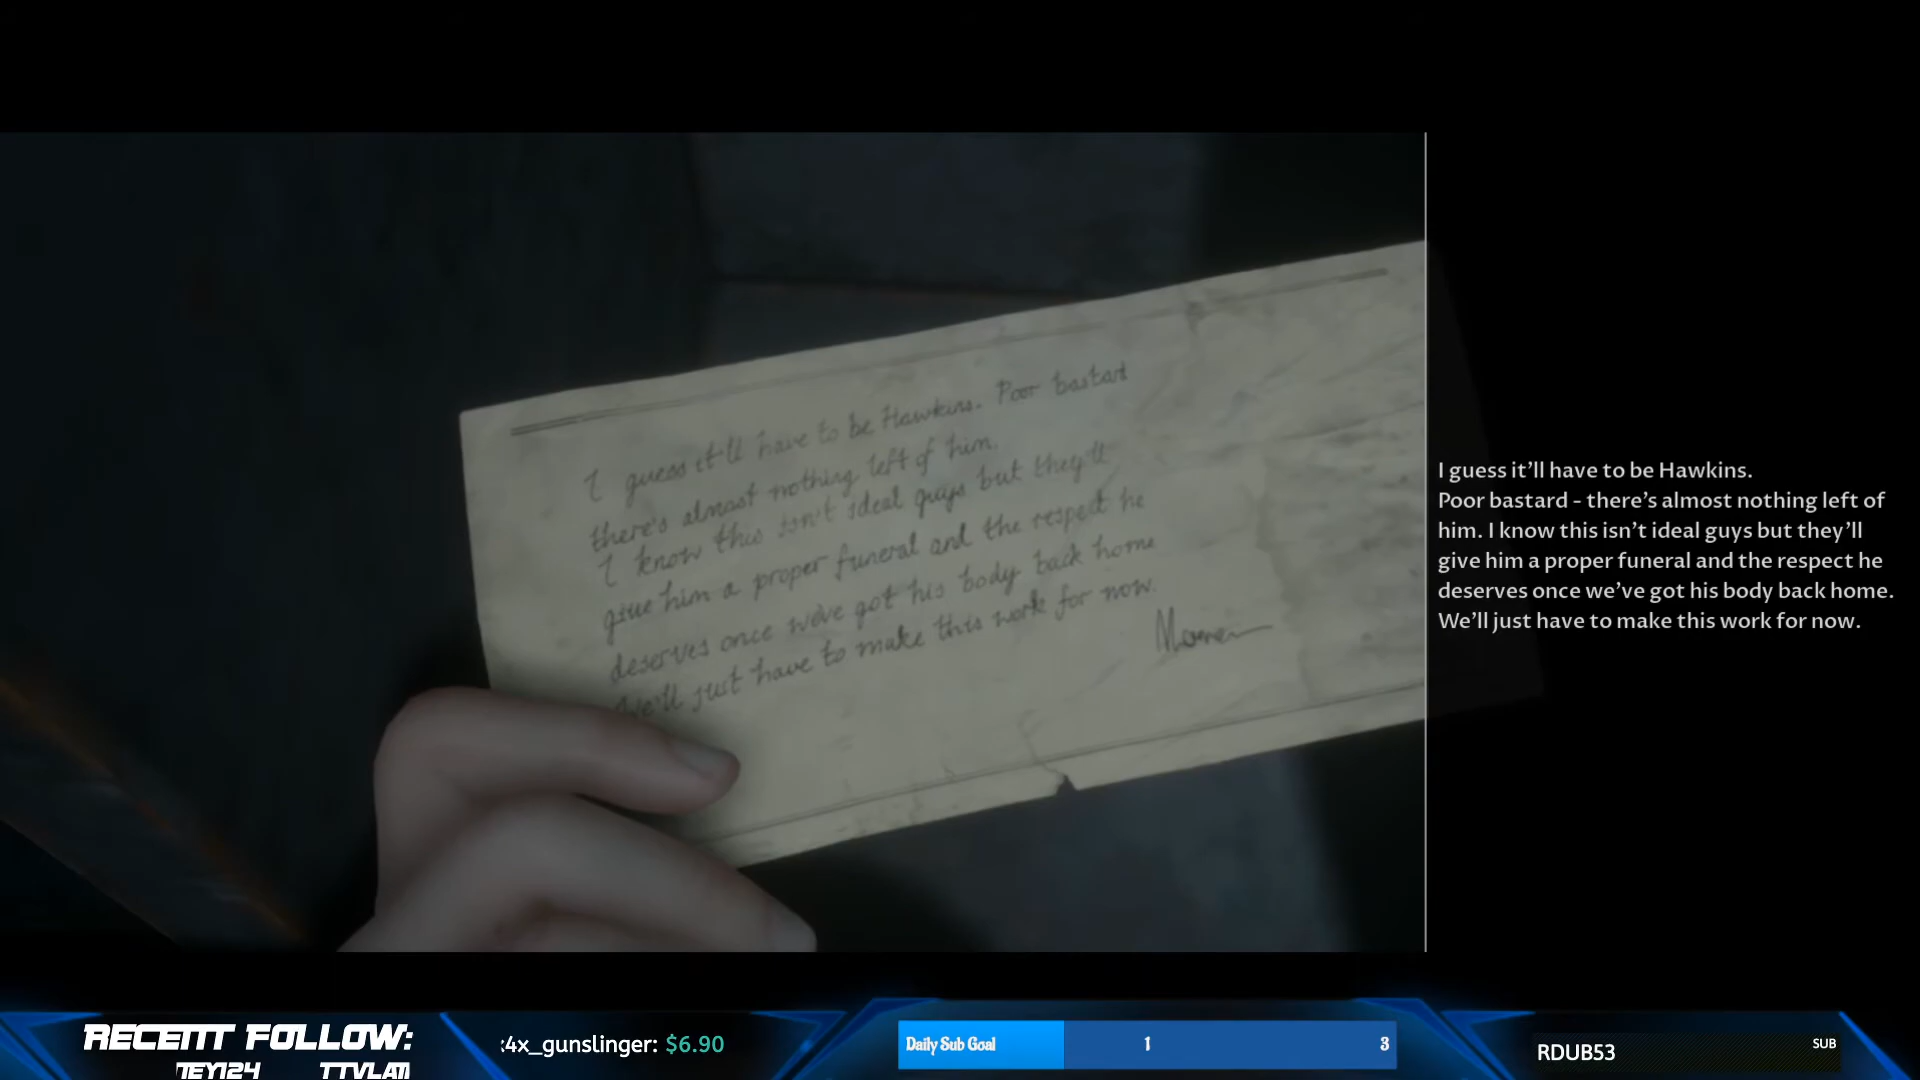 I guess it'll have to be Hawkins. Poor bastard
there's almost nothing left of him.
I know this isn't ideal guys but they'll
give him a proper funeral and the respect he
deserves once we've got his body back home
We'll just have to make this work for now.
I guess it'll have to be Hawkins.
Poor bastard - there's almost nothing left of
him. I know this isn't ideal guys but they'll
give him a proper funeral and the respect he
deserves once we've got his body back home.
We'll just have to make this work for now.
RECENT FOLLOW:
:4x_gunslinger: $6.90
Daily Sub Goal 1 3
RDUB53 SUB